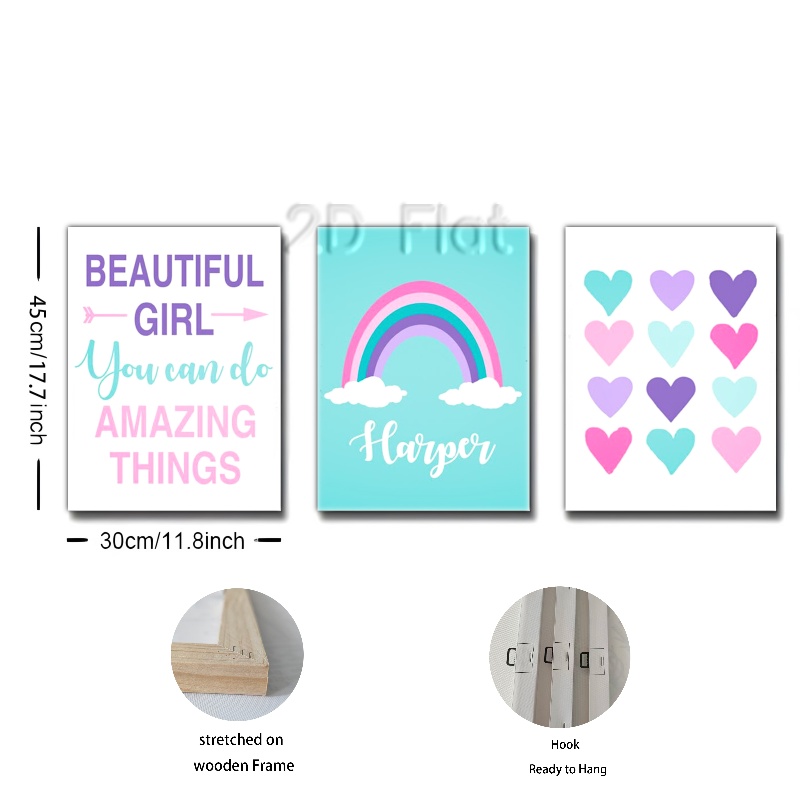 2D Flat
BEAUTIFUL
GIRL
You can do
AMAZING
THINGS
Harper
45cm/17.7inch
30cm/11.8inch
stretched on
wooden Frame
Hook
Ready to Hang